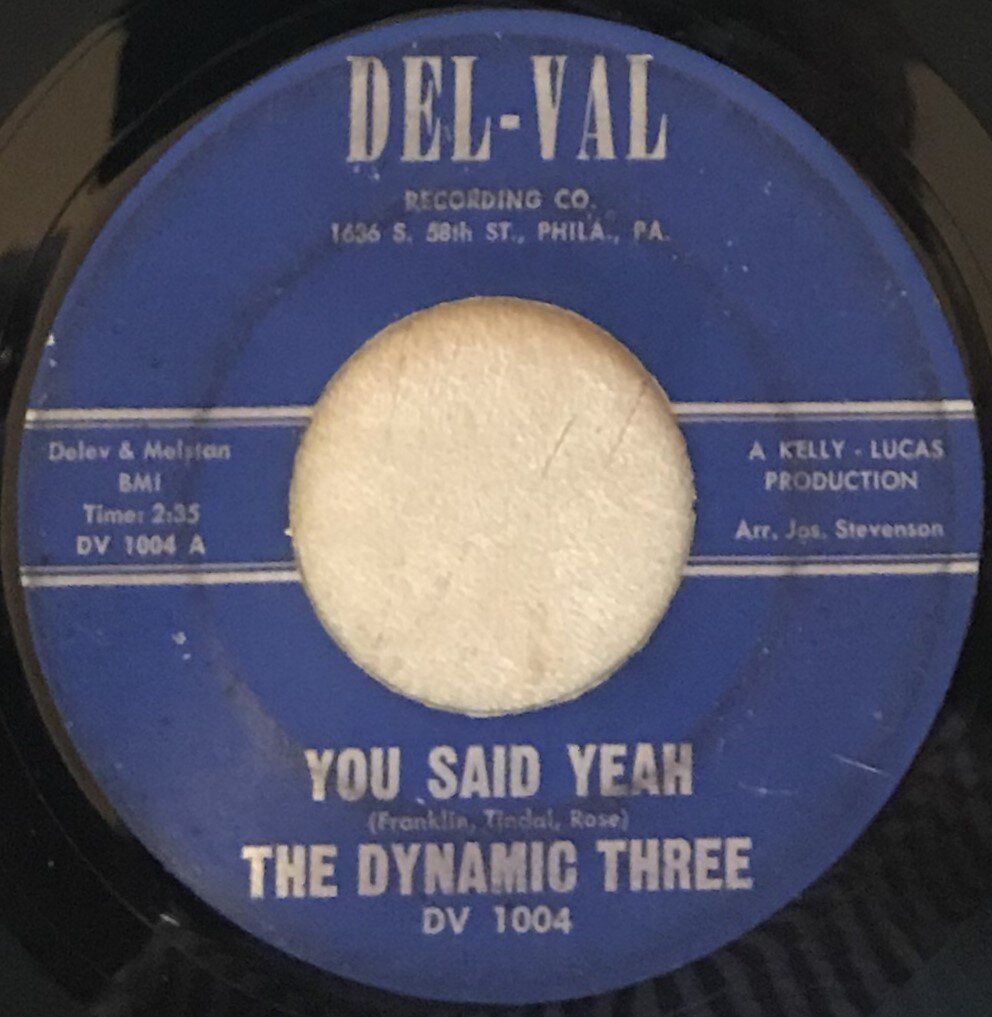 DEL-VAL
RECORDING CO.
1636 S. 58th ST., PHILA., PA.
Delev & Melstan
BMI
Time: 2:35
DV 1004 A
A KELLY - LUCAS
PRODUCTION
Arr. Jos. Stevenson
YOU SAID YEAH
(Franklin, Tindal, Rose)
THE DYNAMIC THREE
DV 1004